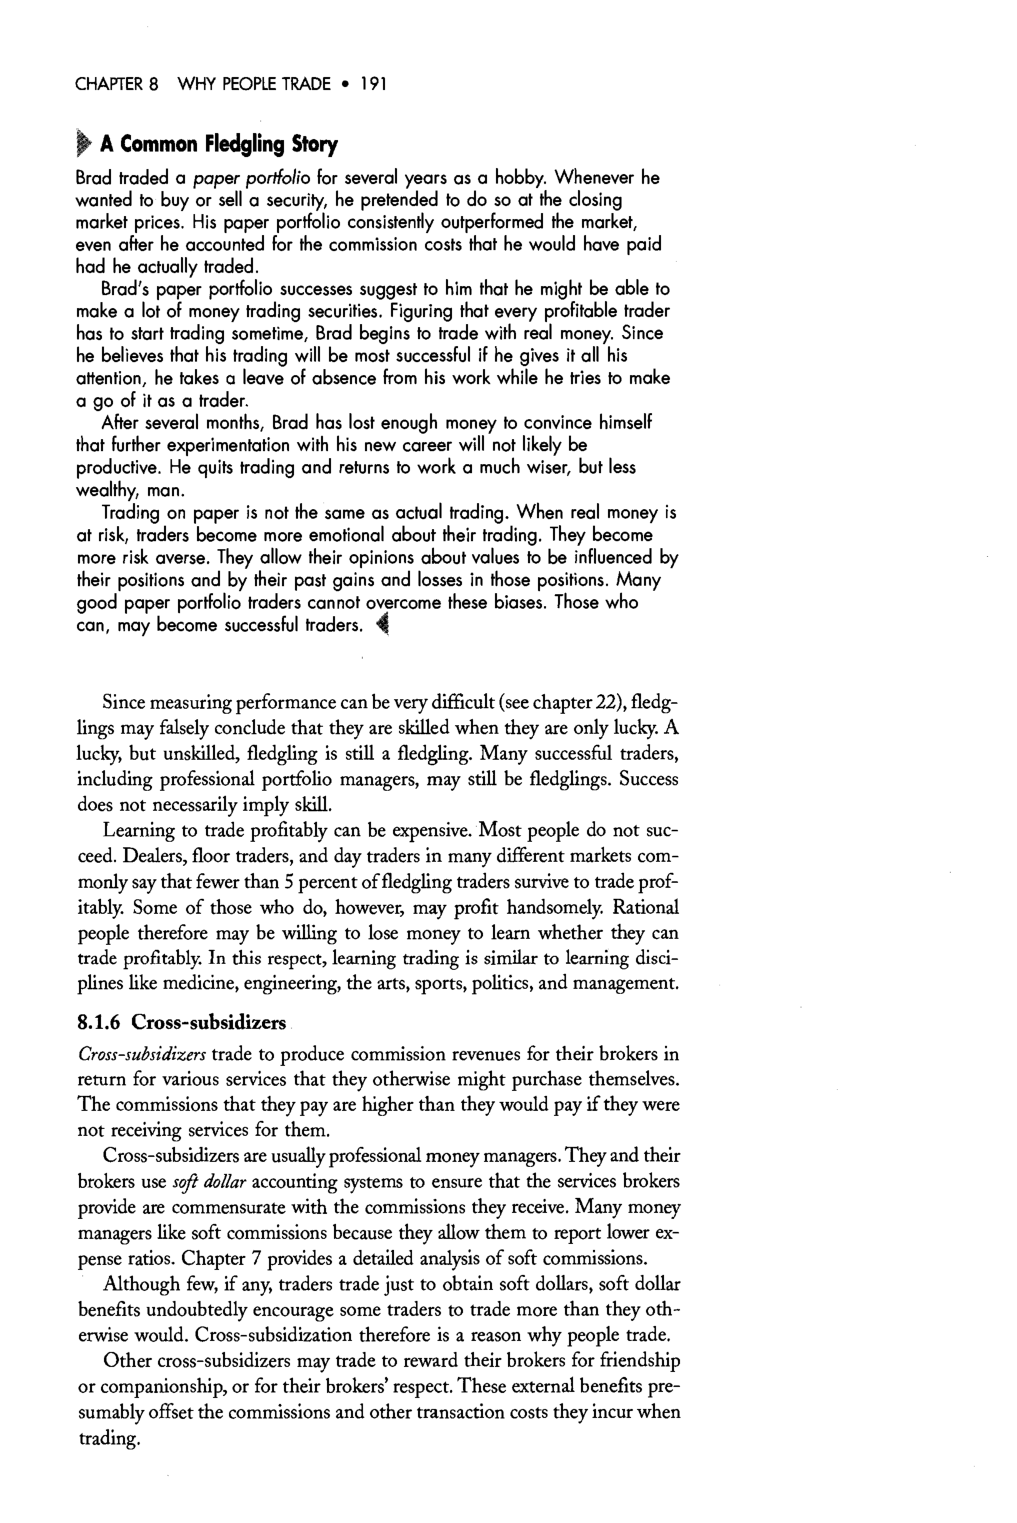 CHAPTER 8 WHY PEOPLE TRADE • 191
A Common Fledgling Story
Brad traded a paper portfolio for several years as a hobby. Whenever he
wanted to buy or sell a security, he pretended to do so at the closing
market prices. His paper portfolio consistently outperformed the market,
even after he accounted for the commission costs that he would have paid
had he actually traded.
Brad's paper portfolio successes suggest to him that he might be able to
make a lot of money trading securities. Figuring that every profitable trader
has to start trading sometime, Brad begins to trade with real money. Since
he believes that his trading will be most successful if he gives it all his
attention, he takes a leave of absence from his work while he tries to make
a go of it as a trader.
After several months, Brad has lost enough money to convince himself
that further experimentation with his new career will not likely be
productive. He quits trading and returns to work a much wiser, but less
wealthy, man.
Trading on paper is not the same as actual trading. When real money is
at risk, traders become more emotional about their trading. They become
more risk averse. They allow their opinions about values to be influenced by
their positions and by their past gains and losses in those positions. Many
good paper portfolio traders cannot overcome these biases. Those who
can, may become successful traders.
Since measuring performance can be very difficult (see chapter 22), fledg-
lings may falsely conclude that they are skilled when they are only lucky. A
lucky, but unskilled, fledgling is still a fledgling. Many successful traders,
including professional portfolio managers, may still be fledglings. Success
does not necessarily imply skill.
Learning to trade profitably can be expensive. Most people do not suc-
ceed. Dealers, floor traders, and day traders in many different markets com-
monly say that fewer than 5 percent of fledgling traders survive to trade prof-
itably. Some of those who do, however, may profit handsomely. Rational
people therefore may be willing to lose money to learn whether they can
trade profitably. In this respect, learning trading is similar to learning disci-
plines like medicine, engineering, the arts, sports, politics, and management.
8.1.6 Cross-subsidizers
Cross-subsidizers trade to produce commission revenues for their brokers in
return for various services that they otherwise might purchase themselves.
The commissions that they pay are higher than they would pay if they were
not receiving services for them.
Cross-subsidizers are usually professional money managers. They and their
brokers use soft dollar accounting systems to ensure that the services brokers
provide are commensurate with the commissions they receive. Many money
managers like soft commissions because they allow them to report lower ex-
pense ratios. Chapter 7 provides a detailed analysis of soft commissions.
Although few, if any, traders trade just to obtain soft dollars, soft dollar
benefits undoubtedly encourage some traders to trade more than they oth-
erwise would. Cross-subsidization therefore is a reason why people trade.
Other cross-subsidizers may trade to reward their brokers for friendship
or companionship, or for their brokers' respect. These external benefits pre-
sumably offset the commissions and other transaction costs they incur when
trading.